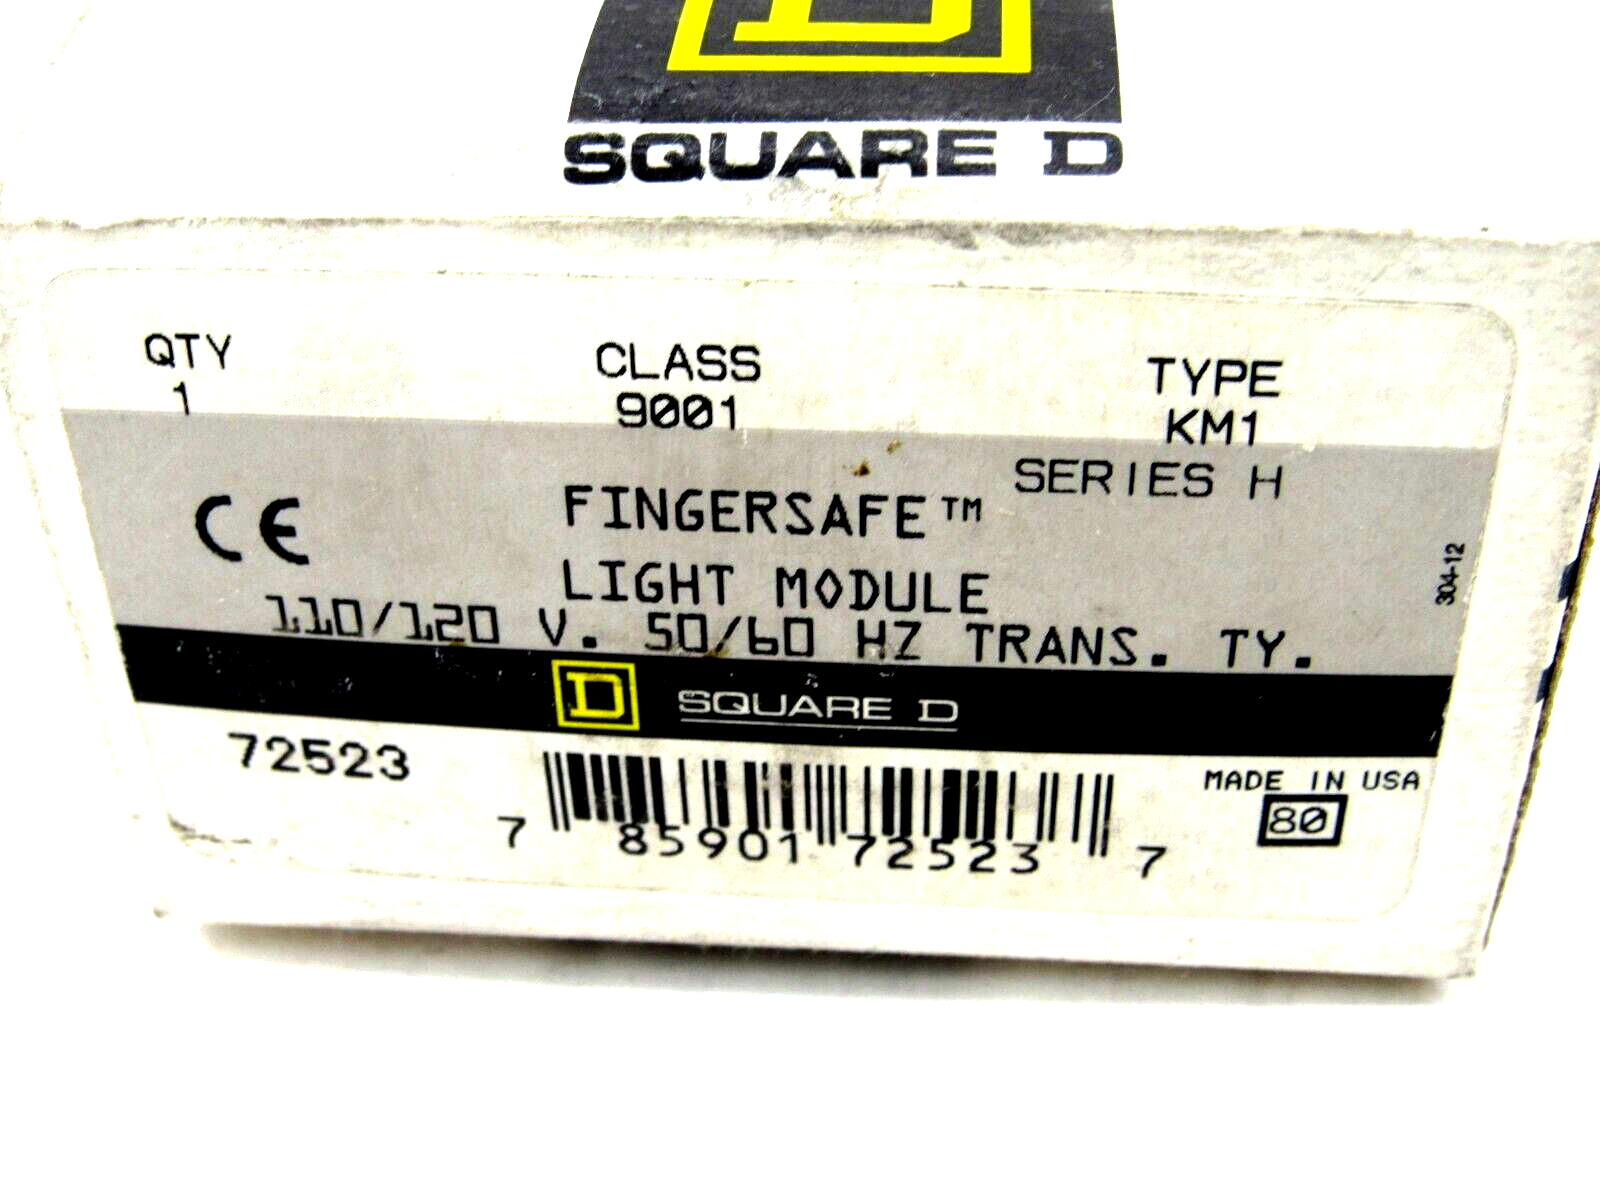 SQUARE D
QTY CLASS TYPE
1 9001 KM1
SERIES H
CE FINGERSAFE™
LIGHT MODULE
110/120 V. 50/60 HZ TRANS. TY.
304-12
D SQUARE D
72523
MADE IN USA
80
7 85901 72523 7